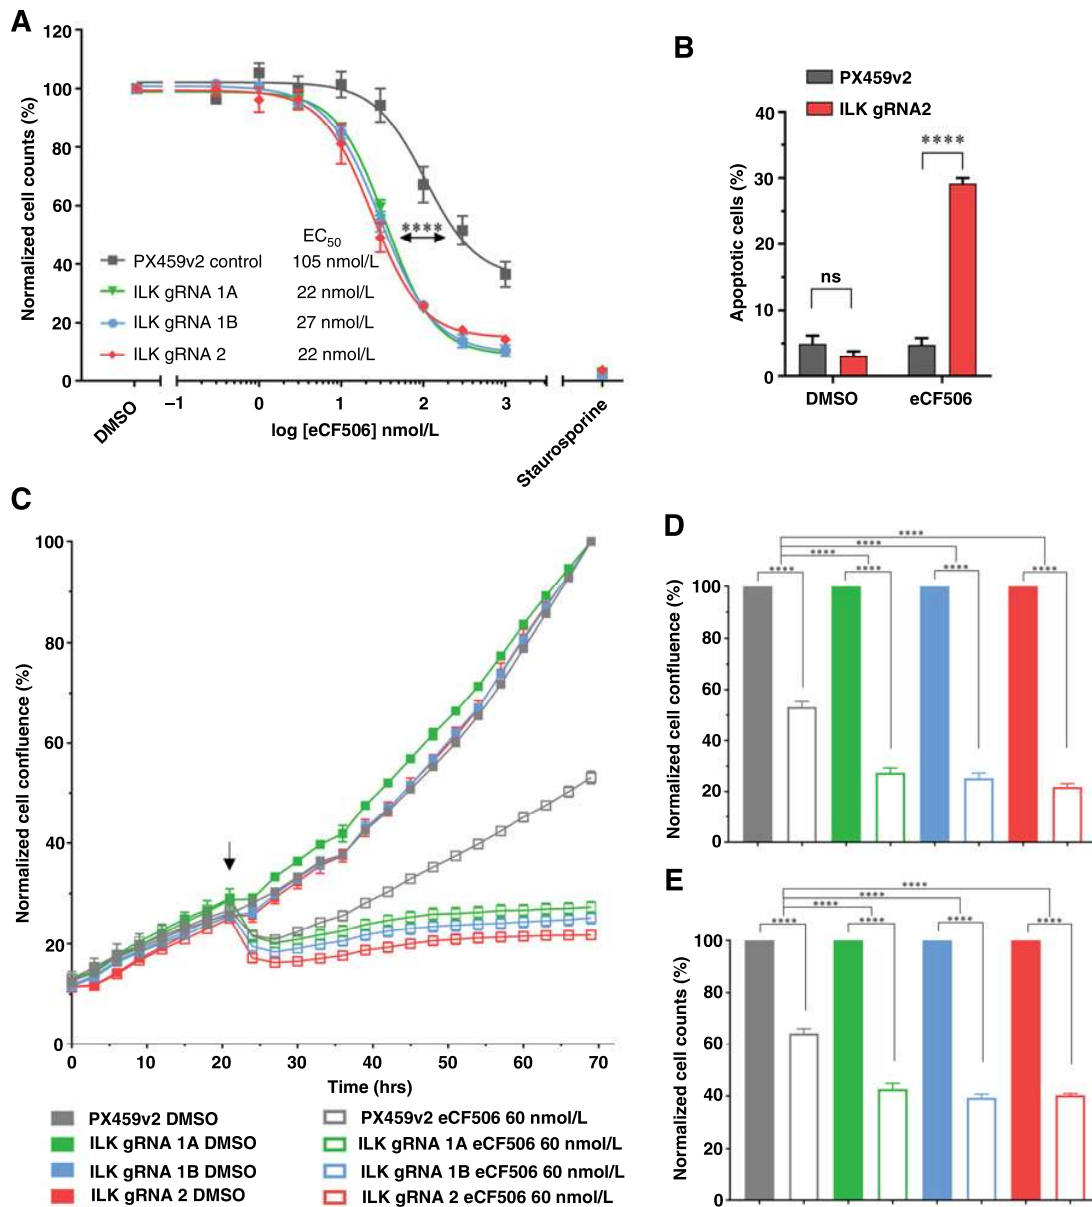 A
120
100
80
60
40
20
0
Normalized cell counts (%)
EC50
PX459v2 control 105 nmol/L
ILK gRNA 1A 22 nmol/L
ILK gRNA 1B 27 nmol/L
ILK gRNA 2 22 nmol/L
****
DMSO
–1 0 1 2 3
log [eCF506] nmol/L
Staurosporine
B
PX459v2
ILK gRNA2
40
30
20
10
0
Apoptotic cells (%)
ns
****
DMSO eCF506
C
100
80
60
40
20
0
Normalized cell confluence (%)
0 10 20 30 40 50 60 70
Time (hrs)
PX459v2 DMSO
ILK gRNA 1A DMSO
ILK gRNA 1B DMSO
ILK gRNA 2 DMSO
PX459v2 eCF506 60 nmol/L
ILK gRNA 1A eCF506 60 nmol/L
ILK gRNA 1B eCF506 60 nmol/L
ILK gRNA 2 eCF506 60 nmol/L
D
****
****
****
**** **** **** ****
100
80
60
40
20
0
Normalized cell confluence (%)
E
****
****
****
**** **** **** ****
100
80
60
40
20
0
Normalized cell counts (%)